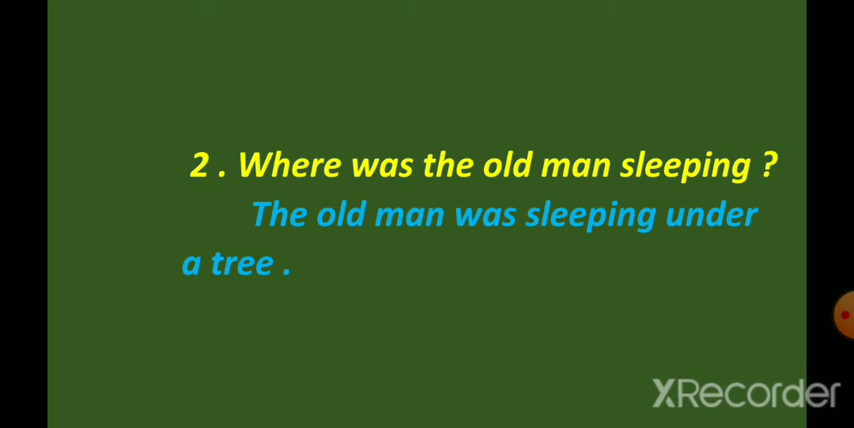 2 . Where was the old man sleeping ?
The old man was sleeping under
a tree .
XRecorder